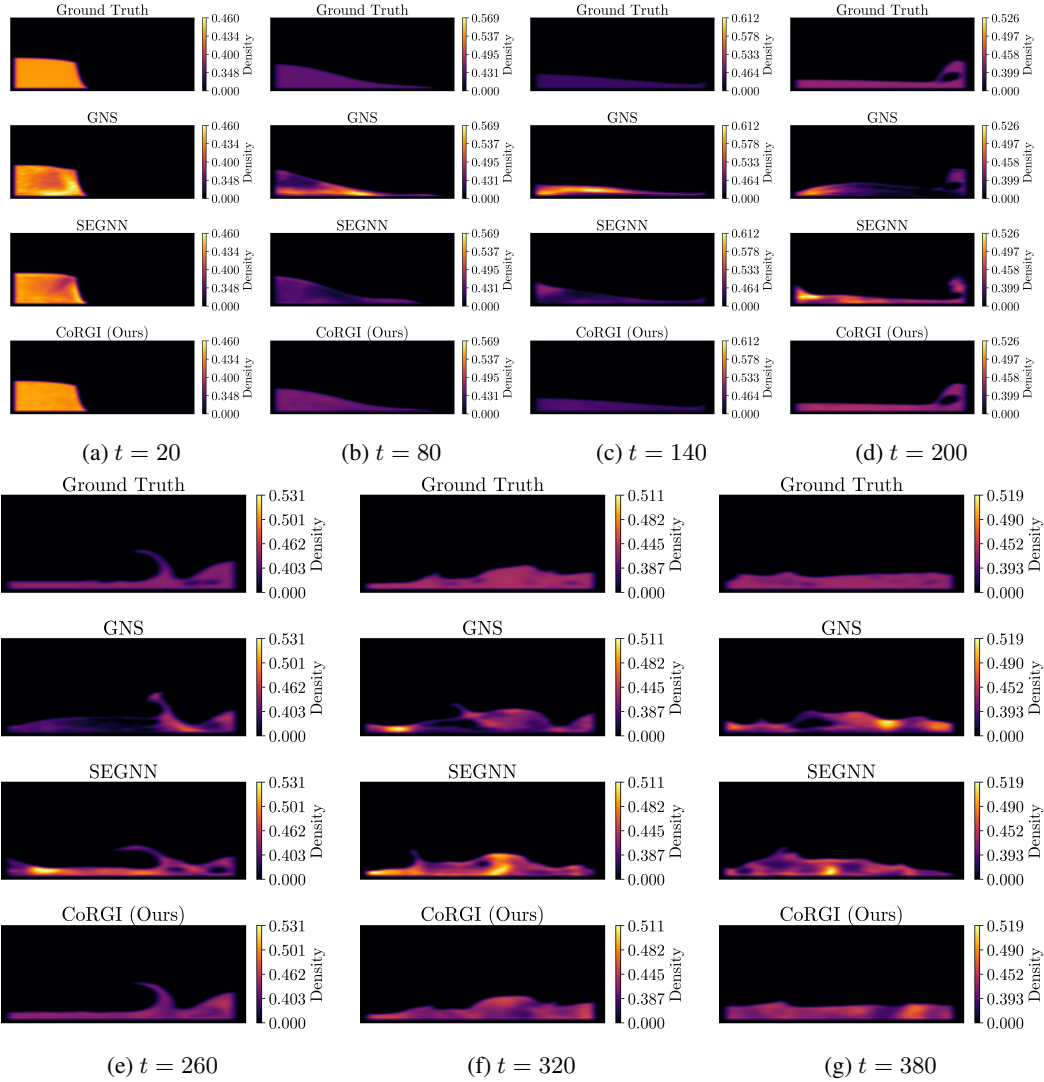 Ground Truth
0.460
0.434
0.400
0.348
0.000
Density
Ground Truth
0.569
0.537
0.495
0.431
0.000
Density
Ground Truth
0.612
0.578
0.533
0.464
0.000
Density
Ground Truth
0.526
0.497
0.458
0.399
0.000
Density
GNS
0.460
0.434
0.400
0.348
0.000
Density
GNS
0.569
0.537
0.495
0.431
0.000
Density
GNS
0.612
0.578
0.533
0.464
0.000
Density
GNS
0.526
0.497
0.458
0.399
0.000
Density
SEGNN
0.460
0.434
0.400
0.348
0.000
Density
SEGNN
0.569
0.537
0.495
0.431
0.000
Density
SEGNN
0.612
0.578
0.533
0.464
0.000
Density
SEGNN
0.526
0.497
0.458
0.399
0.000
Density
CoRGI (Ours)
0.460
0.434
0.400
0.348
0.000
Density
CoRGI (Ours)
0.569
0.537
0.495
0.431
0.000
Density
CoRGI (Ours)
0.612
0.578
0.533
0.464
0.000
Density
CoRGI (Ours)
0.526
0.497
0.458
0.399
0.000
Density
(a) t = 20
(b) t = 80
(c) t = 140
(d) t = 200
Ground Truth
0.531
0.501
0.462
0.403
0.000
Density
Ground Truth
0.511
0.482
0.445
0.387
0.000
Density
Ground Truth
0.519
0.490
0.452
0.393
0.000
Density
GNS
0.531
0.501
0.462
0.403
0.000
Density
GNS
0.511
0.482
0.445
0.387
0.000
Density
GNS
0.519
0.490
0.452
0.393
0.000
Density
SEGNN
0.531
0.501
0.462
0.403
0.000
Density
SEGNN
0.511
0.482
0.445
0.387
0.000
Density
SEGNN
0.519
0.490
0.452
0.393
0.000
Density
CoRGI (Ours)
0.531
0.501
0.462
0.403
0.000
Density
CoRGI (Ours)
0.511
0.482
0.445
0.387
0.000
Density
CoRGI (Ours)
0.519
0.490
0.452
0.393
0.000
Density
(e) t = 260
(f) t = 320
(g) t = 380